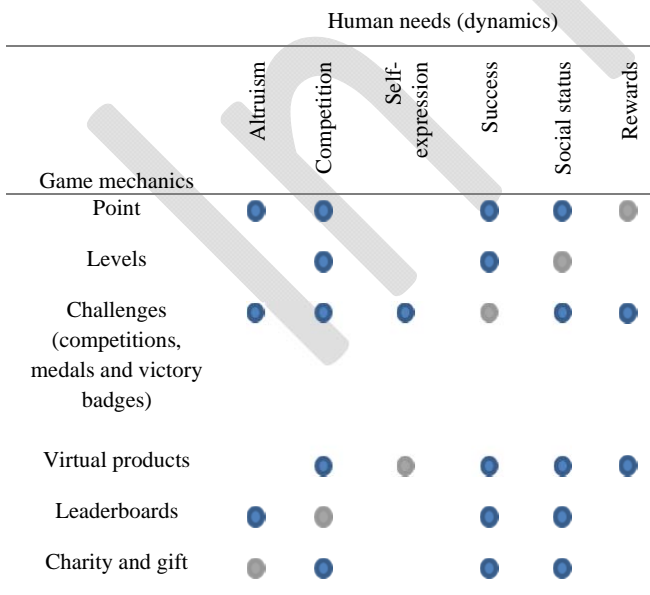 Human needs (dynamics)
Altruism
Competition
Self-
expression
Success
Social status
Rewards
Game mechanics
Point
Levels
Challenges
(competitions,
medals and victory
badges)
Virtual products
Leaderboards
Charity and gift